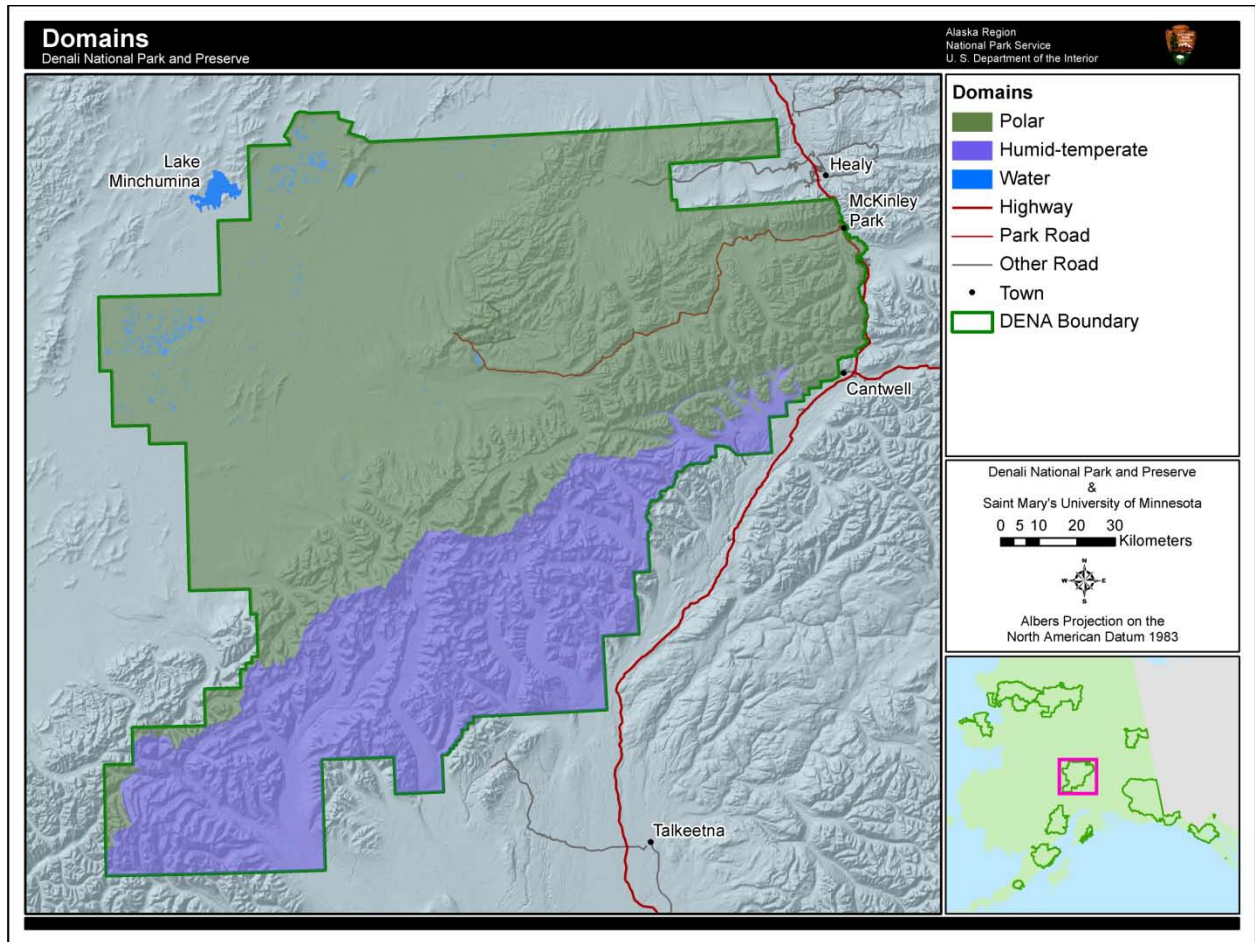 Domains
Denali National Park and Preserve
Alaska Region
National Park Service
U. S. Department of the Interior
Lake
Minchumina
Healy
McKinley
Park
Cantwell
Talkeetna
Domains
Polar
Humid-temperate
Water
Highway
Park Road
Other Road
Town
DENA Boundary
Denali National Park and Preserve
&
Saint Mary's University of Minnesota
0 5 10 20 30
Kilometers
N
W E
S
Albers Projection on the
North American Datum 1983